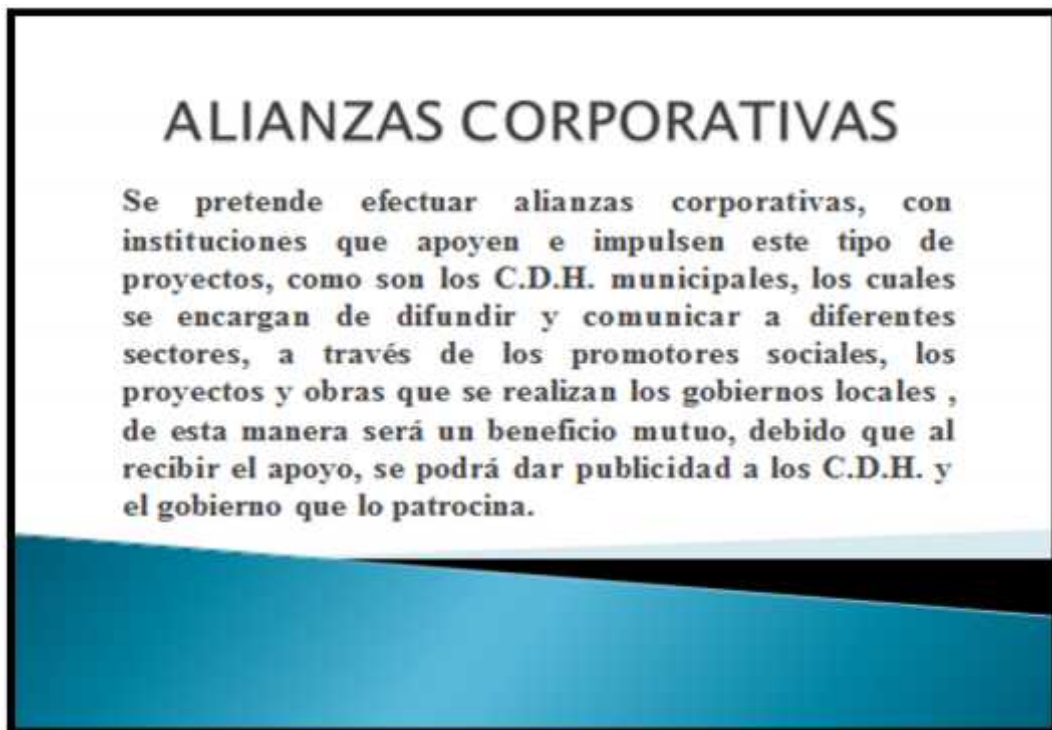 ALIANZAS CORPORATIVAS
Se pretende efectuar alianzas corporativas, con
instituciones que apoyen e impulsen este tipo de
proyectos, como son los C.D.H. municipales, los cuales
se encargan de difundir y comunicar a diferentes
sectores, a través de los promotores sociales, los
proyectos y obras que se realizan los gobiernos locales ,
de esta manera será un beneficio mutuo, debido que al
recibir el apoyo, se podrá dar publicidad a los C.D.H. y
el gobierno que lo patrocina.